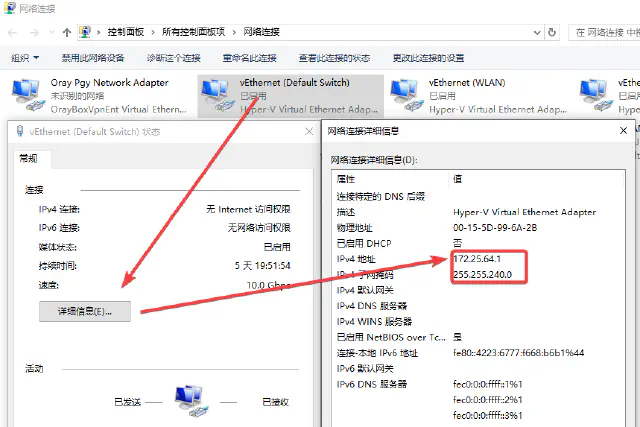 网络连接
控制面板 › 所有控制面板项 › 网络连接
在 网络连接 中
组织 禁用此网络设备 诊断这个连接 重命名此连接 查看此连接的状态 更改此连接的设置
Oray Pgy Network Adapter
未识别的网络
OrayBoxVpnEnt Virtual Ethern...
vEthernet (Default Switch)
已启用
Hyper-V Virtual Ethernet Adap...
vEthernet (WLAN)
已启用
Hyper-V Virtual Ethernet Adap...
vEthernet
已启用
Hyper-V
vEthernet (Default Switch) 状态
常规
连接
IPv4 连接: 无 Internet 访问权限
IPv6 连接: 无网络访问权限
媒体状态: 已启用
持续时间: 5 天 19:51:54
速度: 10.0 Gbps
详细信息(E)...
活动
已发送 已接收
网络连接详细信息
网络连接详细信息(D):
属性 值
连接特定的 DNS 后缀
描述 Hyper-V Virtual Ethernet Adapter
物理地址 00-15-5D-99-6A-2B
已启用 DHCP 否
IPv4 地址 172.25.64.1
IPv4 子网掩码 255.255.240.0
IPv4 默认网关
IPv4 DNS 服务器
IPv4 WINS 服务器
已启用 NetBIOS over Tc... 是
连接-本地 IPv6 地址 fe80::4223:6777:f668:b6b1%44
IPv6 默认网关
IPv6 DNS 服务器 fec0:0:0:ffff::1%1
fec0:0:0:ffff::2%1
fec0:0:0:ffff::3%1